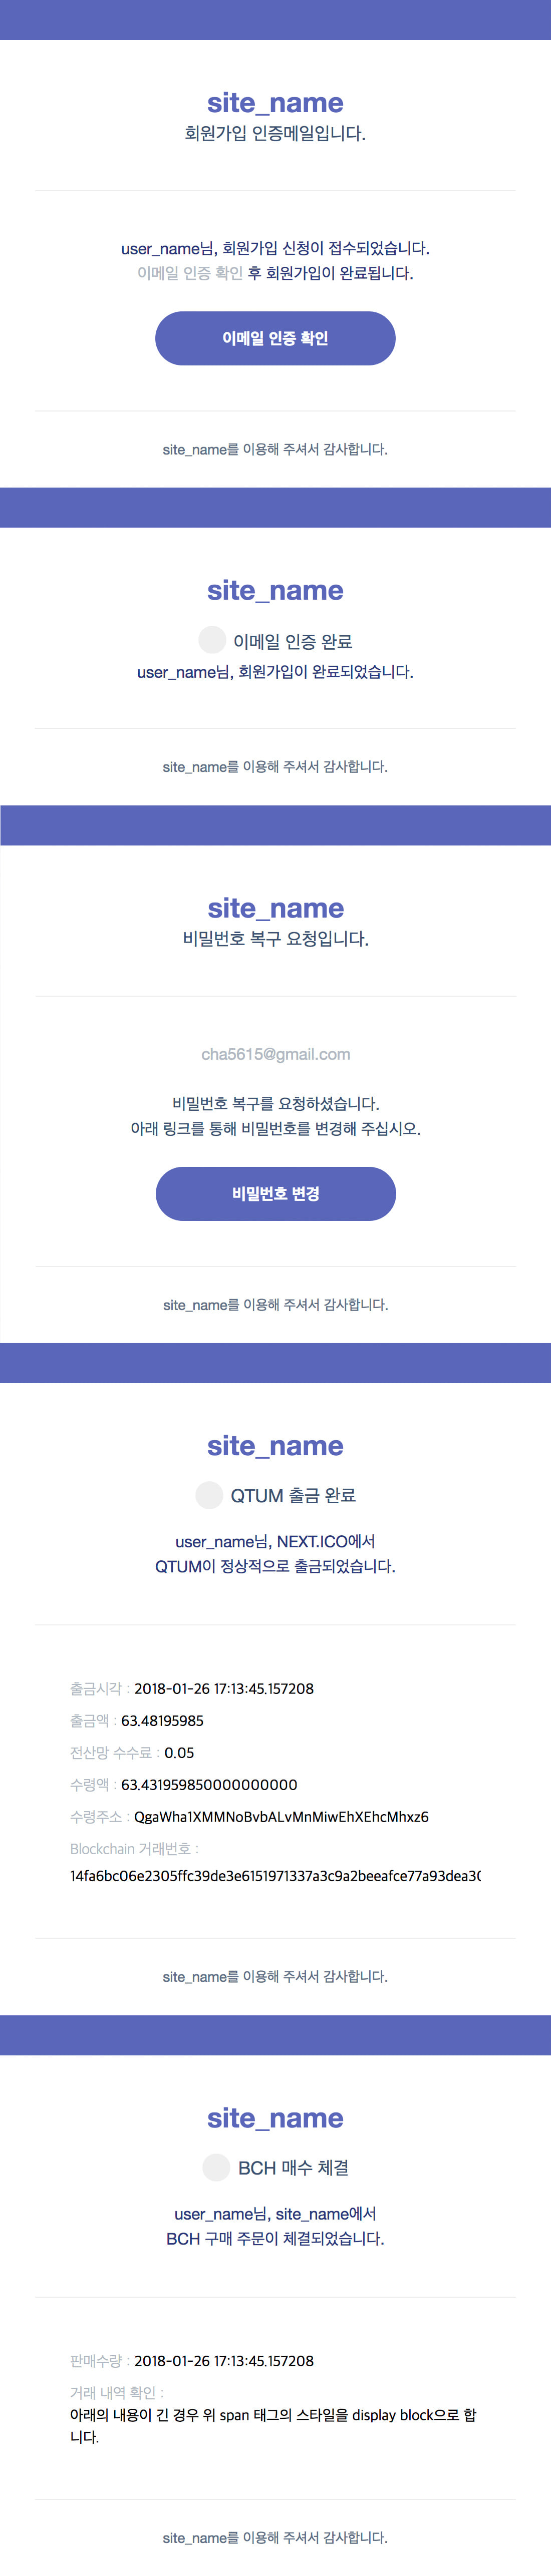 site_name
회원가입 인증메일입니다.
user_name님, 회원가입 신청이 접수되었습니다.
이메일 인증 확인 후 회원가입이 완료됩니다.
이메일 인증 확인
site_name를 이용해 주셔서 감사합니다.
site_name
이메일 인증 완료
user_name님, 회원가입이 완료되었습니다.
site_name를 이용해 주셔서 감사합니다.
site_name
비밀번호 복구 요청입니다.
cha5615@gmail.com
비밀번호 복구를 요청하셨습니다.
아래 링크를 통해 비밀번호를 변경해 주십시오.
비밀번호 변경
site_name를 이용해 주셔서 감사합니다.
site_name
QTUM 출금 완료
user_name님, NEXT.ICO에서
QTUM이 정상적으로 출금되었습니다.
출금시각 : 2018-01-26 17:13:45.157208
출금액 : 63.48195985
전산망 수수료 : 0.05
수령액 : 63.431959850000000000
수령주소 : QgaWha1XMMNoBvbALvMnMiwEhXEhcMhxz6
Blockchain 거래번호 :
14fa6bc06e2305ffc39de3e6151971337a3c9a2beeafce77a93dea30
site_name를 이용해 주셔서 감사합니다.
site_name
BCH 매수 체결
user_name님, site_name에서
BCH 구매 주문이 체결되었습니다.
판매수량 : 2018-01-26 17:13:45.157208
거래 내역 확인 :
아래의 내용이 긴 경우 위 span 태그의 스타일을 display block으로 합
니다.
site_name를 이용해 주셔서 감사합니다.